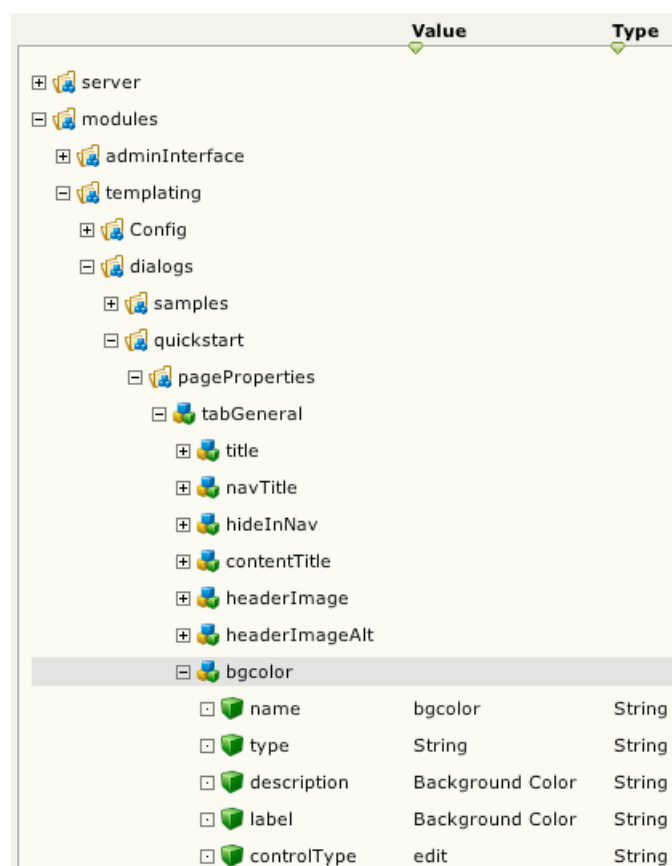 Value Type
server
modules
adminInterface
templating
Config
dialogs
samples
quickstart
pageProperties
tabGeneral
title
navTitle
hideInNav
contentTitle
headerImage
headerImageAlt
bgcolor
name bgcolor String
type String String
description Background Color String
label Background Color String
controlType edit String